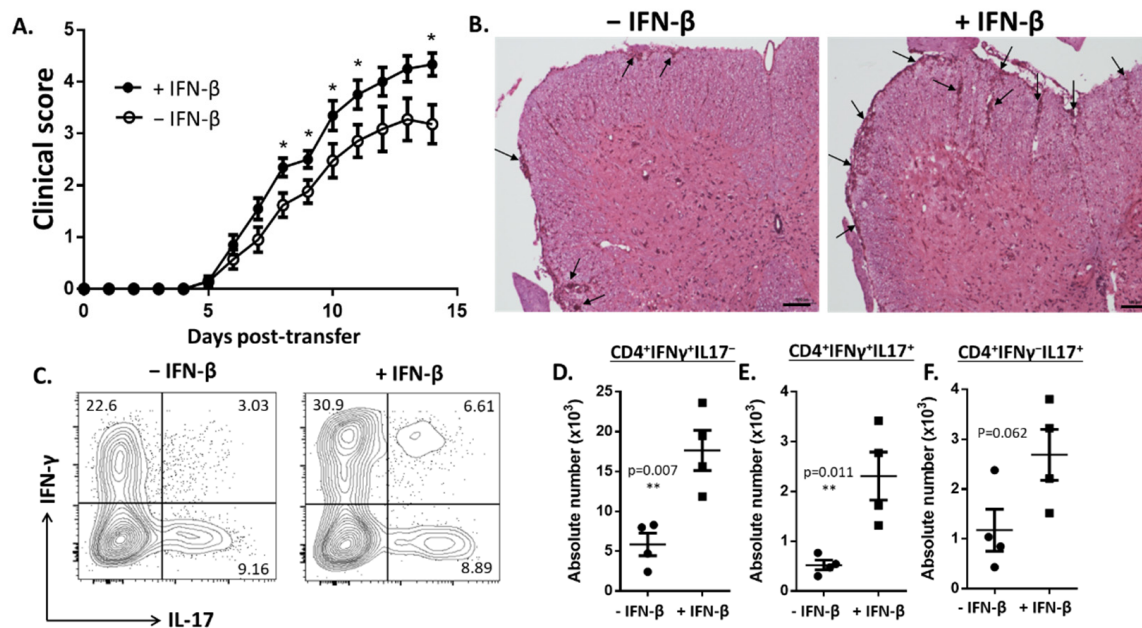 A.
5
4
3
2
1
0
Clinical score
+ IFN-β
− IFN-β
*
*
*
*
*
0
5
10
15
Days post-transfer
B.
− IFN-β
+ IFN-β
C.
− IFN-β
+ IFN-β
22.6
3.03
9.16
30.9
6.61
8.89
IFN-γ
IL-17
D.
CD4⁺IFNγ⁺IL17⁻
Absolute number (x10³)
25
20
15
10
5
0
p=0.007
**
- IFN-β
+ IFN-β
E.
CD4⁺IFNγ⁺IL17⁺
Absolute number (x10³)
4
3
2
1
0
p=0.011
**
- IFN-β
+ IFN-β
F.
CD4⁺IFNγ⁻IL17⁺
Absolute number (x10³)
4
3
2
1
0
P=0.062
- IFN-β
+ IFN-β